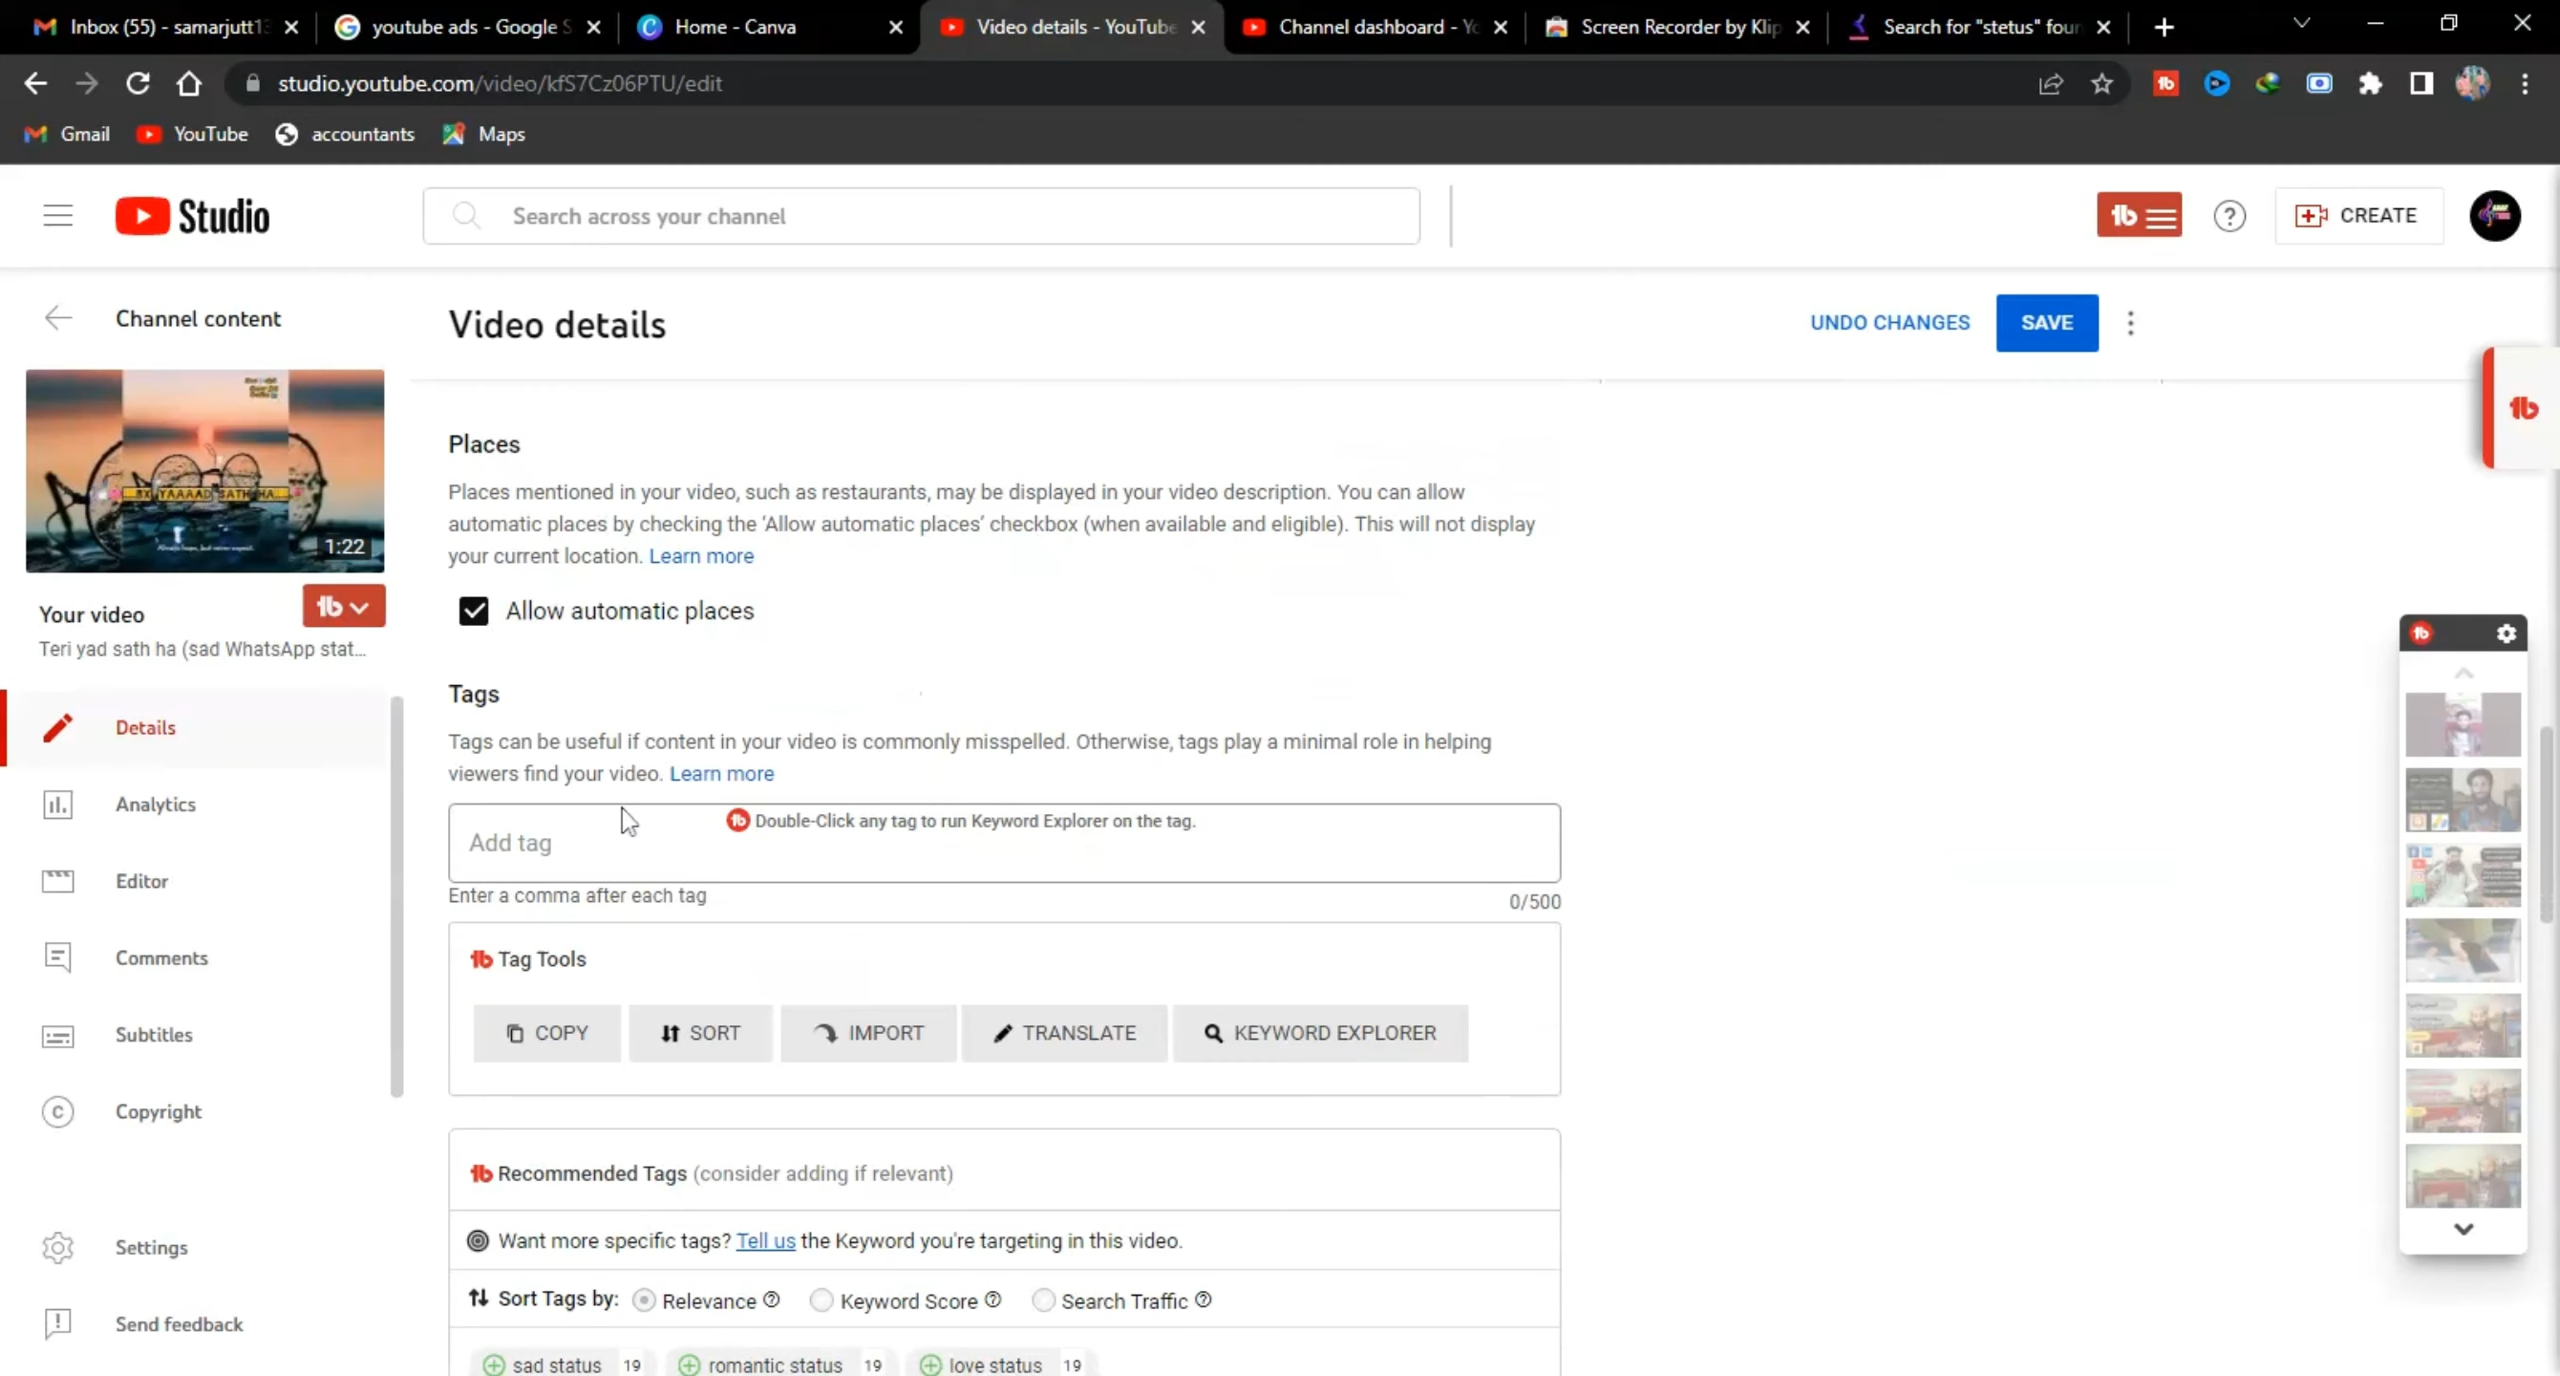 Inbox (55) - samarjutt13
youtube ads - Google S
Home - Canva
Video details - YouTube
Channel dashboard - Yo
Screen Recorder by Klip
Search for "stetus" foun
studio.youtube.com/video/kfS7Cz06PTU/edit
Gmail
YouTube
accountants
Maps
Studio
Search across your channel
CREATE
Channel content
Video details
UNDO CHANGES
SAVE
1:22
Your video
Teri yad sath ha (sad WhatsApp stat...
Details
Analytics
Editor
Comments
Subtitles
Copyright
Settings
Send feedback
Places
Places mentioned in your video, such as restaurants, may be displayed in your video description. You can allow
automatic places by checking the 'Allow automatic places' checkbox (when available and eligible). This will not display
your current location. Learn more
Allow automatic places
Tags
Tags can be useful if content in your video is commonly misspelled. Otherwise, tags play a minimal role in helping
viewers find your video. Learn more
Double-Click any tag to run Keyword Explorer on the tag.
Add tag
Enter a comma after each tag
0/500
Tag Tools
COPY
SORT
IMPORT
TRANSLATE
KEYWORD EXPLORER
Recommended Tags (consider adding if relevant)
Want more specific tags? Tell us the Keyword you're targeting in this video.
Sort Tags by: Relevance Keyword Score Search Traffic
sad status 19 romantic status 19 love status 19